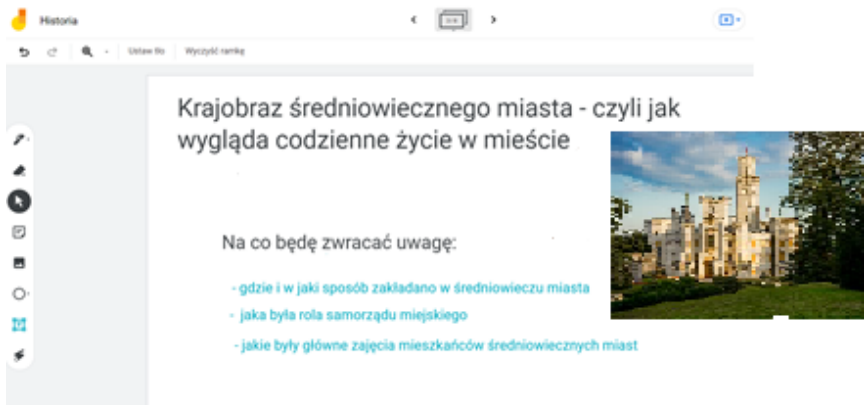 Historia
Ustaw tło Wyczyść ramkę
Krajobraz średniowiecznego miasta - czyli jak
wygląda codzienne życie w mieście
Na co będę zwracać uwagę:
- gdzie i w jaki sposób zakładano w średniowieczu miasta
- jaka była rola samorządu miejskiego
- jakie były główne zajęcia mieszkańców średniowiecznych miast